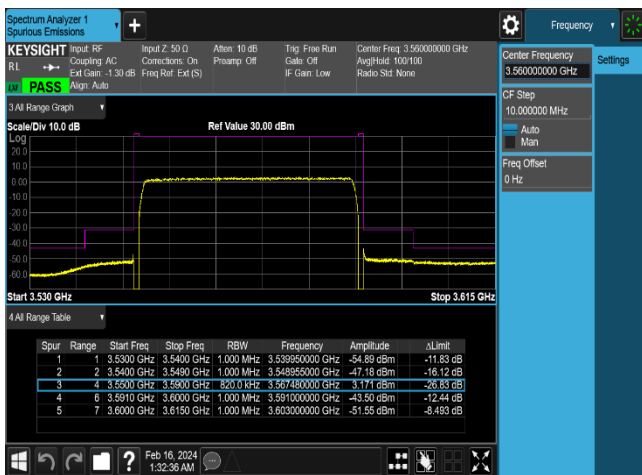 Spectrum Analyzer 1
Spurious Emissions
Frequency
KEYSIGHT
Input: RF
Input Z: 50 Ω
Atten: 10 dB
Trig: Free Run
Center Freq: 3.560000000 GHz
RL
Coupling: AC
Corrections: On
Preamp: Off
Gate: Off
Avg|Hold: 100/100
Ext Gain: -1.30 dB
Freq Ref: Ext (S)
IF Gain: Low
Radio Std: None
LXI
PASS
Align: Auto
Center Frequency
3.560000000 GHz
Settings
CF Step
10.000000 MHz
Auto
Man
Freq Offset
0 Hz
3 All Range Graph
Scale/Div 10.0 dB
Ref Value 30.00 dBm
Log
20.0
10.0
0.00
-10.0
-20.0
-30.0
-40.0
-50.0
-60.0
Start 3.530 GHz
Stop 3.615 GHz
4 All Range Table
Spur Range Start Freq Stop Freq RBW Frequency Amplitude ΔLimit
1 1 3.5300 GHz 3.5400 GHz 1.000 MHz 3.539950000 GHz -54.89 dBm -11.83 dB
2 2 3.5400 GHz 3.5490 GHz 1.000 MHz 3.548955000 GHz -47.18 dBm -16.12 dB
3 4 3.5500 GHz 3.5900 GHz 820.0 kHz 3.567480000 GHz 3.171 dBm -26.83 dB
4 6 3.5910 GHz 3.6000 GHz 1.000 MHz 3.591000000 GHz -43.50 dBm -12.44 dB
5 7 3.6000 GHz 3.6150 GHz 1.000 MHz 3.603000000 GHz -51.55 dBm -8.493 dB
?
Feb 16, 2024
1:32:36 AM